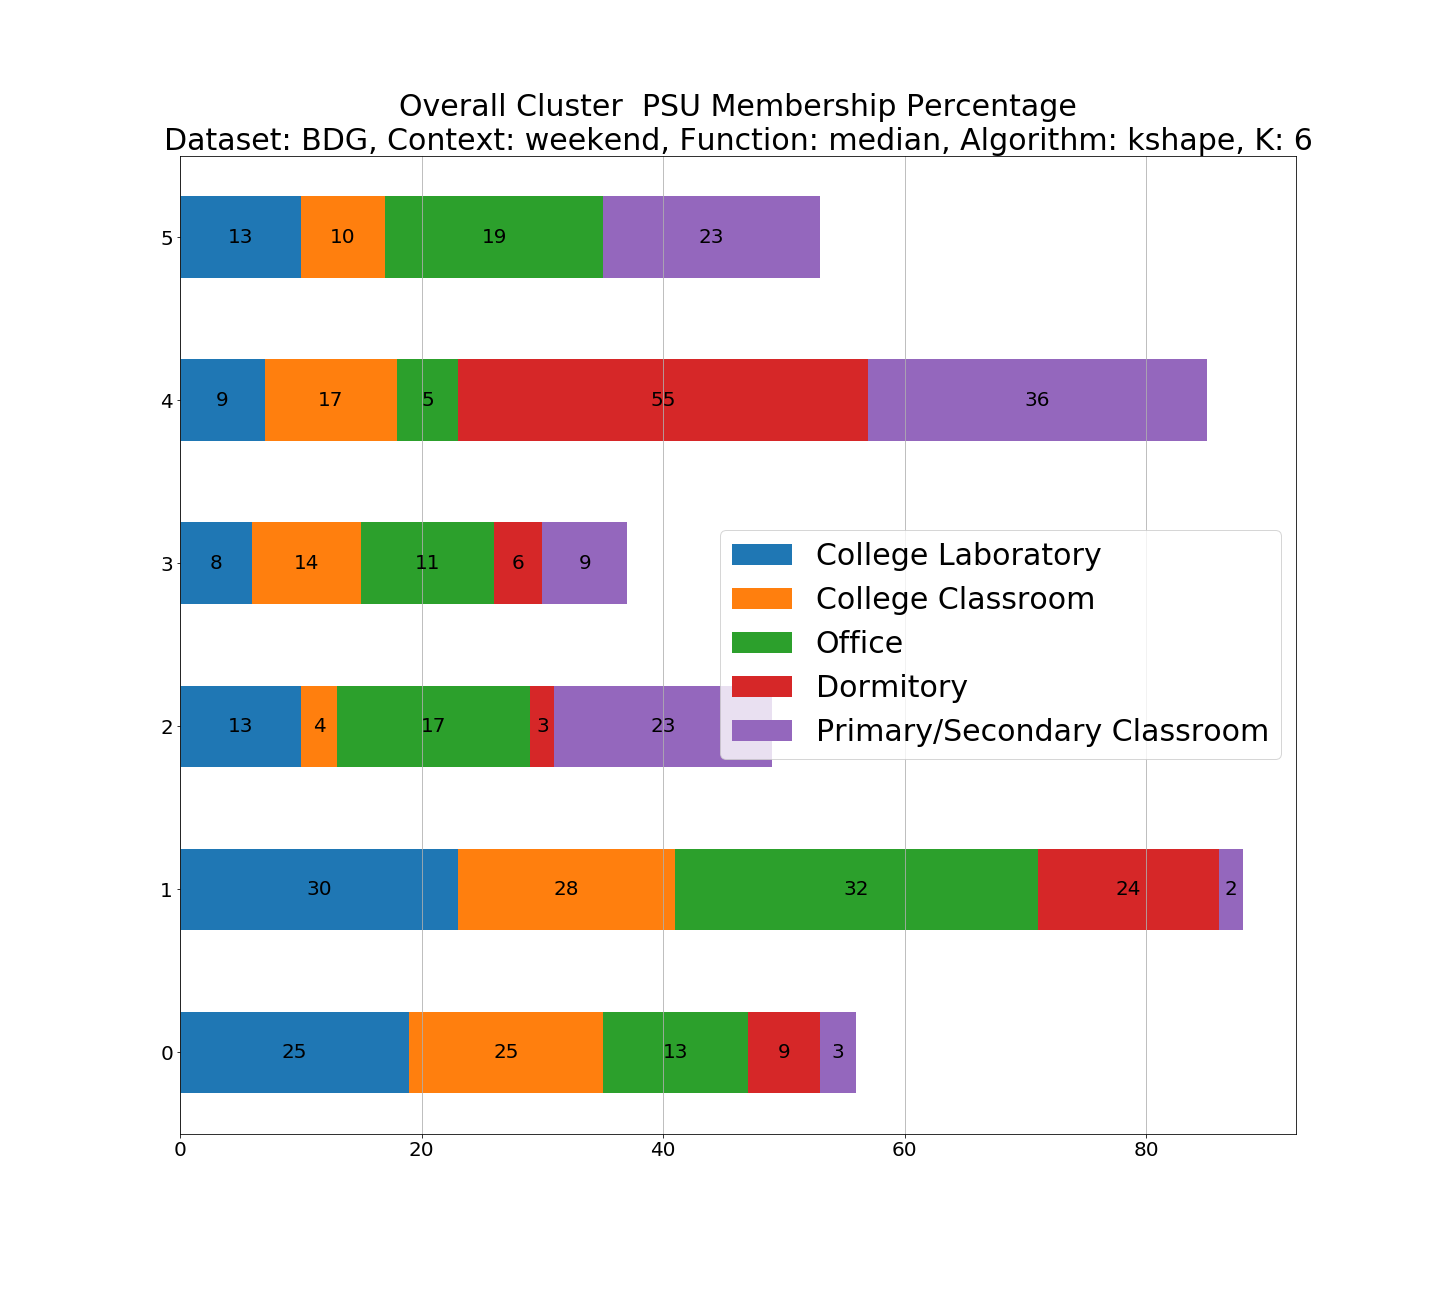 Overall Cluster  PSU Membership Percentage
Dataset: BDG, Context: weekend, Function: median, Algorithm: kshape, K: 6
5 13 10 19 23
4 9 17 5 55 36
3 8 14 11 6 9
College Laboratory
College Classroom
Office
Dormitory
Primary/Secondary Classroom
2 13 4 17 3 23
1 30 28 32 24 2
0 25 25 13 9 3
0 20 40 60 80